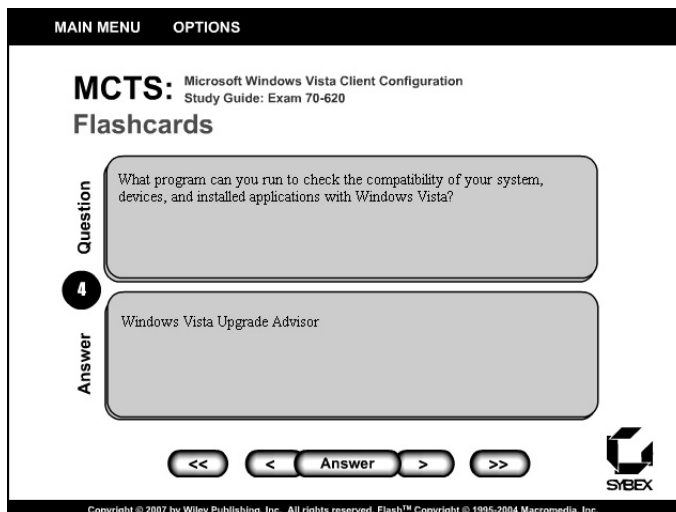 MAIN MENU OPTIONS
MCTS: Microsoft Windows Vista Client Configuration
Study Guide: Exam 70-620
Flashcards
Question
What program can you run to check the compatibility of your system,
devices, and installed applications with Windows Vista?
4
Answer
Windows Vista Upgrade Advisor
<< < Answer > >>
SYBEX
Copyright © 2007 by Wiley Publishing, Inc. All rights reserved. Flash™ Copyright © 1995-2004 Macromedia, Inc.